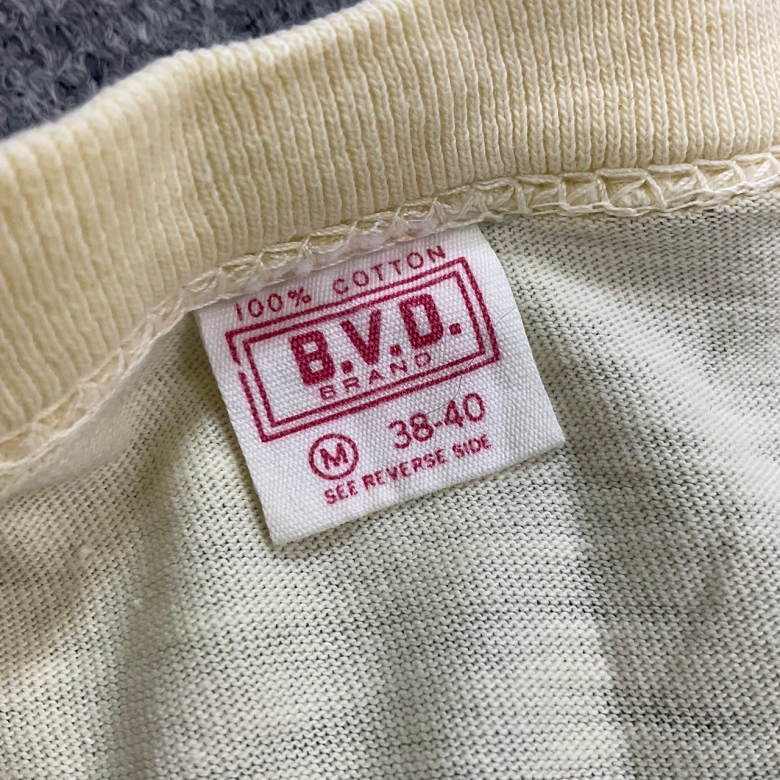 100% COTTON
B.V.D.
BRAND
M 38-40
SEE REVERSE SIDE